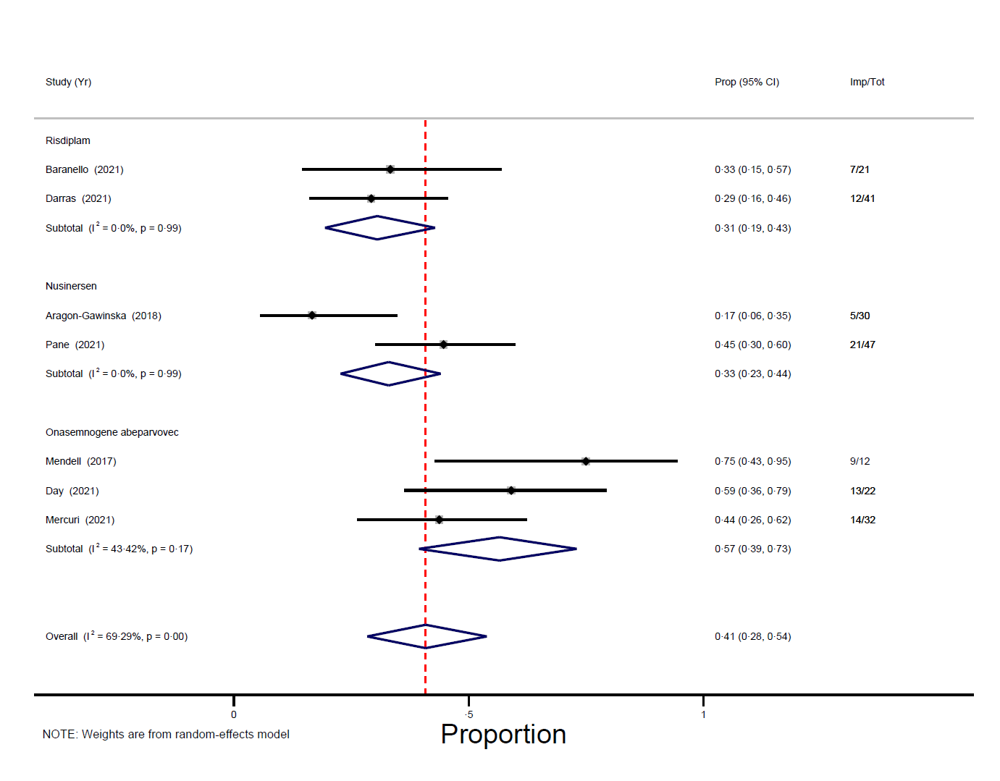 Study (Yr) Prop (95% CI) Imp/Tot
Risdiplam
Baranello (2021) 0·33 (0·15, 0·57) 7/21
Darras (2021) 0·29 (0·16, 0·46) 12/41
Subtotal (I² = 0·0%, p = 0·99) 0·31 (0·19, 0·43)
Nusinersen
Aragon-Gawinska (2018) 0·17 (0·06, 0·35) 5/30
Pane (2021) 0·45 (0·30, 0·60) 21/47
Subtotal (I² = 0·0%, p = 0·99) 0·33 (0·23, 0·44)
Onasemnogene abeparvovec
Mendell (2017) 0·75 (0·43, 0·95) 9/12
Day (2021) 0·59 (0·36, 0·79) 13/22
Mercuri (2021) 0·44 (0·26, 0·62) 14/32
Subtotal (I² = 43·42%, p = 0·17) 0·57 (0·39, 0·73)
Overall (I² = 69·29%, p = 0·00) 0·41 (0·28, 0·54)
0 ·5 1
NOTE: Weights are from random-effects model
Proportion